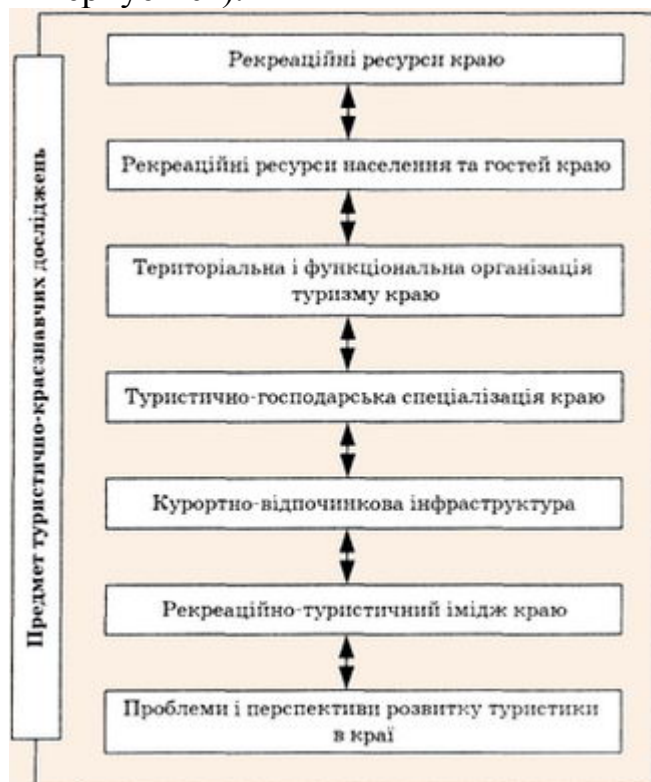 Предмет туристично-краєзнавчих досліджень
Рекреаційні ресурси краю
Рекреаційні ресурси населення та гостей краю
Територіальна і функціональна організація
туризму краю
Туристично-господарська спеціалізація краю
Курортно-відпочинкова інфраструктура
Рекреаційно-туристичний імідж краю
Проблеми і перспективи розвитку туристики
в краї